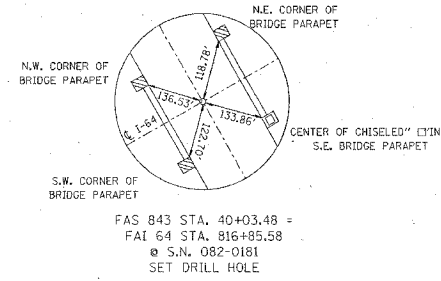 N.E. CORNER OF
BRIDGE PARAPET
N.W. CORNER OF
BRIDGE PARAPET
118.78'
136.53'
133.86'
122.70'
℄ I-64
CENTER OF CHISELED" □"IN
S.E. BRIDGE PARAPET
S.W. CORNER OF
BRIDGE PARAPET
FAS 843 STA. 40+03.48 =
FAI 64 STA. 816+85.58
@ S.N. 082-0181
SET DRILL HOLE